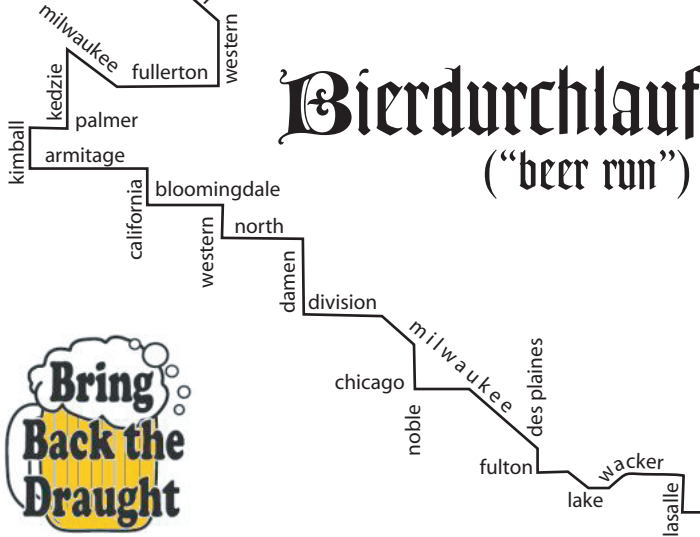 milwaukee
western
fullerton
kedzie
palmer
kimball
armitage
Bierdurchlauf
("beer run")
california
bloomingdale
western
north
damen
division
milwaukee
chicago
noble
des plaines
fulton
lake
wacker
lasalle
Bring
Back the
Draught